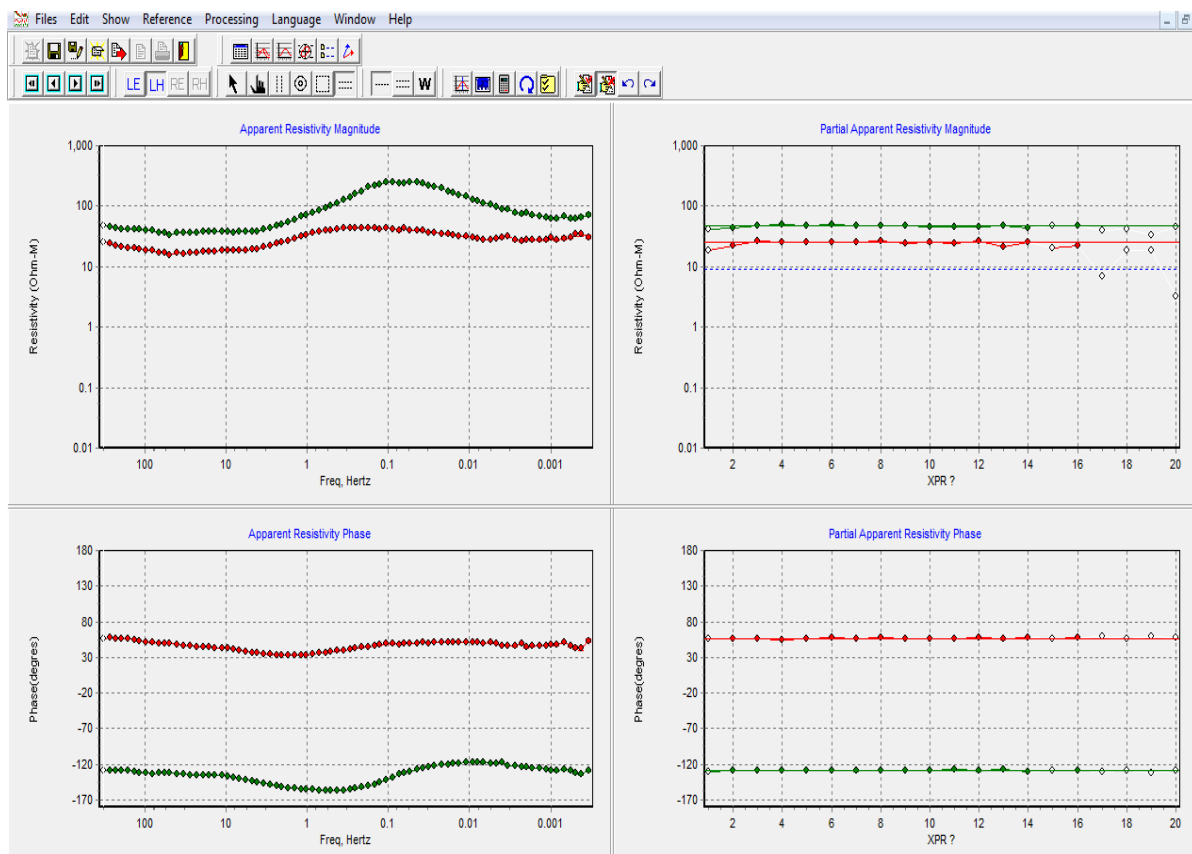 Files Edit Show Reference Processing Language Window Help
LE LH RE RH W
Apparent Resistivity Magnitude
1,000
100
10
1
0.1
0.01
Resistivity (Ohm-M)
100 10 1 0.1 0.01 0.001
Freq, Hertz
Partial Apparent Resistivity Magnitude
1,000
100
10
1
0.1
0.01
Resistivity (Ohm-M)
2 4 6 8 10 12 14 16 18 20
XPR ?
Apparent Resistivity Phase
180
130
80
30
-20
-70
-120
-170
Phase(degres)
100 10 1 0.1 0.01 0.001
Freq, Hertz
Partial Apparent Resistivity Phase
180
130
80
30
-20
-70
-120
-170
Phase(degres)
2 4 6 8 10 12 14 16 18 20
XPR ?